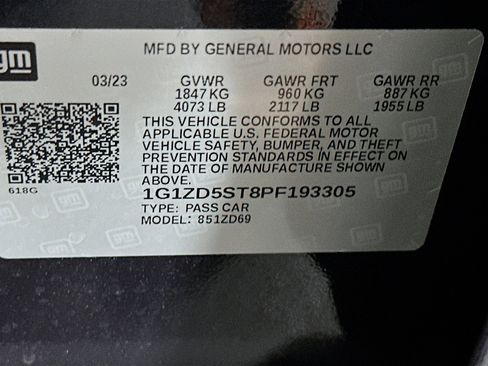 gm
MFD BY GENERAL MOTORS LLC
03/23 GVWR GAWR FRT GAWR RR
1847 KG 960 KG 887 KG
4073 LB 2117 LB 1955 LB
THIS VEHICLE CONFORMS TO ALL
APPLICABLE U.S. FEDERAL MOTOR
VEHICLE SAFETY, BUMPER, AND THEFT
PREVENTION STANDARDS IN EFFECT ON
THE DATE OF MANUFACTURE SHOWN
ABOVE.
618G
1G1ZD5ST8PF193305
TYPE: PASS CAR
MODEL: 851ZD69